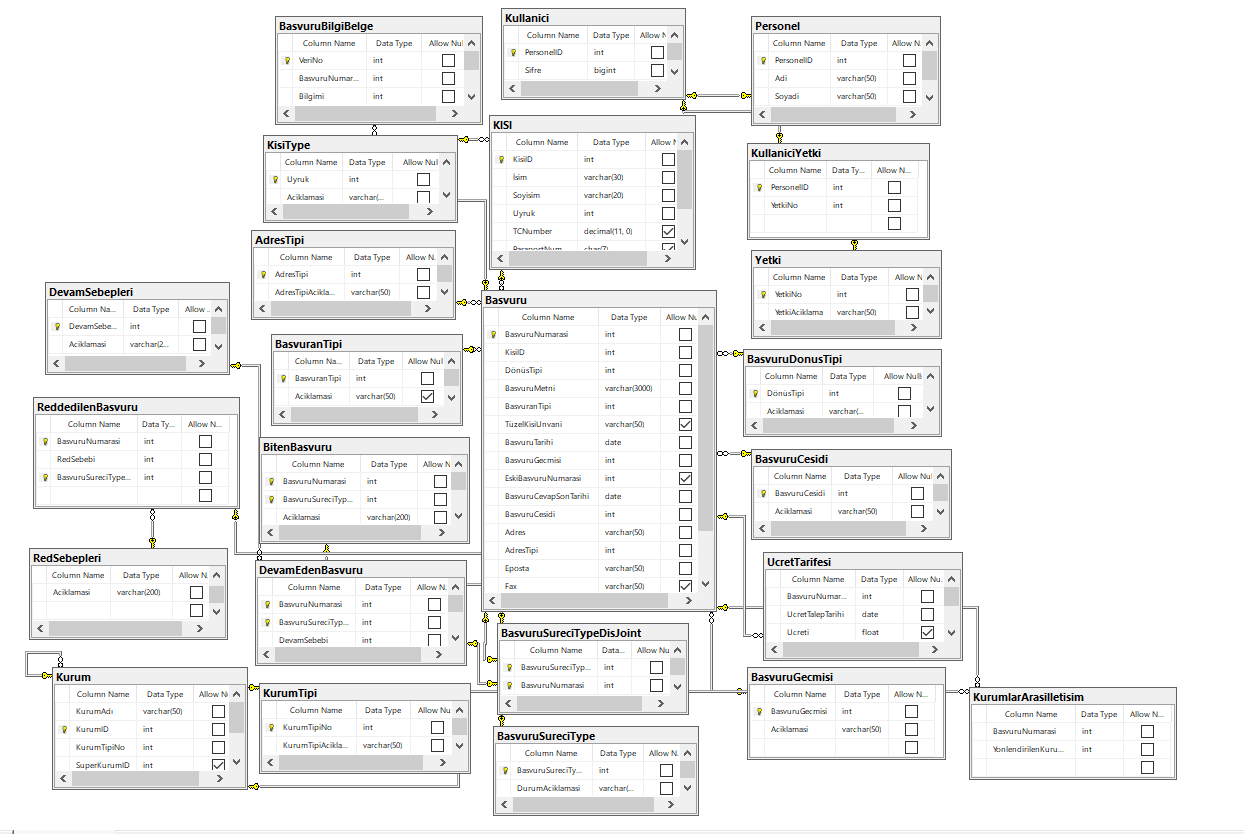 BasvuruBilgiBelge
Column Name Data Type Allow Nul
VeriNo int
BasvuruNumar... int
Bilgimi int
Kullanici
Column Name Data Type Allow N
PersonelID int
Sifre bigint
Personel
Column Name Data Type Allow N.
PersonelID int
Adi varchar(50)
Soyadi varchar(50)
KisiType
Column Name Data Type Allow Nul
Uyruk int
Aciklamasi varchar(...
KISI
Column Name Data Type Allow N
KisiID int
İsim varchar(30)
Soyisim varchar(20)
Uyruk int
TCNumber decimal(11, 0)
PasaportNum char(7)
KullaniciYetki
Column Name Data Ty... Allow N...
PersonelID int
YetkiNo int
AdresTipi
Column Name Data Type Allow N.
AdresTipi int
AdresTipiAcikla... varchar(50)
Yetki
Column Name Data Type Allow N
YetkiNo int
YetkiAciklama varchar(50)
DevamSebepleri
Column Na... Data Type Allow ..
DevamSebe... int
Aciklamasi varchar(2...
Basvuru
Column Name Data Type Allow Nu
BasvuruNumarasi int
KisiID int
DönüsTipi int
BasvuruMetni varchar(3000)
BasvuranTipi int
TüzelKisiUnvani varchar(50)
BasvuruTarihi date
BasvuruGecmisi int
EskiBasvuruNumarasi int
BasvuruCevapSonTarihi date
BasvuruCesidi int
Adres varchar(50)
AdresTipi int
Eposta varchar(50)
Fax varchar(50)
BasvuranTipi
Column Na... Data Type Allow Nul
BasvuranTipi int
Aciklamasi varchar(50)
BasvuruDonusTipi
Column Name Data Type Allow Null
DönüsTipi int
Aciklamasi varchar(...
ReddedilenBasvuru
Column Name Data Ty... Allow N...
BasvuruNumarasi int
RedSebebi int
BasvuruSureciType... int
BitenBasvuru
Column Name Data Type Allow N
BasvuruNumarasi int
BasvuruSureciTyp... int
Aciklamasi varchar(200)
BasvuruCesidi
Column Name Data Type Allow Nul
BasvuruCesidi int
Aciklamasi varchar(50)
RedSebepleri
Column Name Data Type Allow N.
Aciklamasi varchar(200)
DevamEdenBasvuru
Column Name Data Type Allow N.
BasvuruNumarasi int
BasvuruSureciTyp... int
DevamSebebi int
UcretTarifesi
Column Name Data Type Allow Nu.
BasvuruNumar... int
UcretTalepTarihi date
Ucreti float
BasvuruSureciTypeDisJoint
Column Name Data... Allow Nu
BasvuruSureciTyp... int
BasvuruNumarasi int
Kurum
Column Name Data Type Allow N
KurumAdı varchar(50)
KurumID int
KurumTipiNo int
SuperKurumID int
KurumTipi
Column Name Data Type Allow Nu
KurumTipiNo int
KurumTipiAcikla... varchar(50)
BasvuruGecmisi
Column Name Data Type Allow N...
BasvuruGecmisi int
Aciklamasi varchar(50)
KurumlarArasiIletisim
Column Name Data Type Allow N...
BasvuruNumarasi int
YonlendirilenKuru... int
BasvuruSureciType
Column Name Data Type Allow N.
BasvuruSureciTy... int
DurumAciklamasi varchar(...